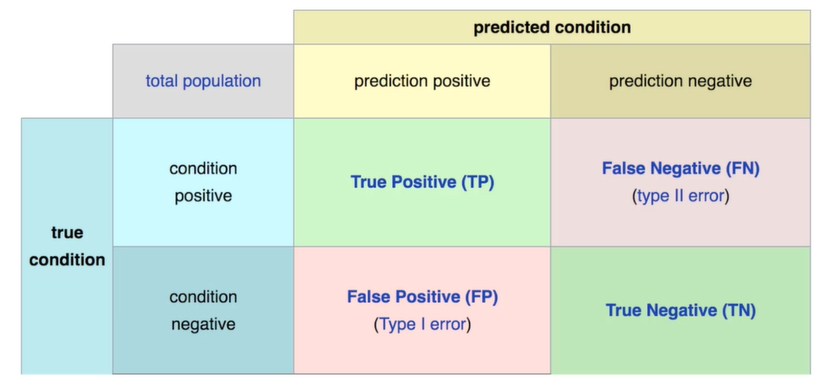 predicted condition
total population
prediction positive
prediction negative
true
condition
condition
positive
True Positive (TP)
False Negative (FN)
(type II error)
condition
negative
False Positive (FP)
(Type I error)
True Negative (TN)